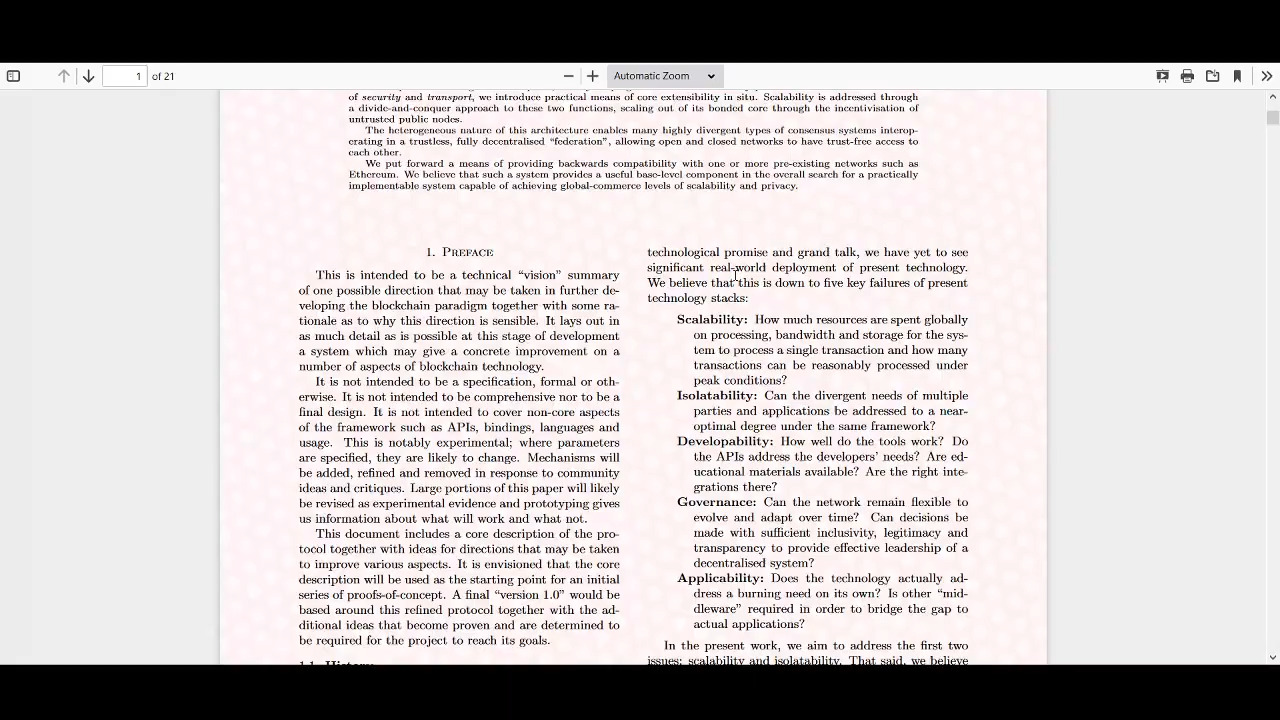 1 of 21
Automatic Zoom
of security and transport, we introduce practical means of core extensibility in situ. Scalability is addressed through
a divide-and-conquer approach to these two functions, scaling out of its bonded core through the incentivisation of
untrusted public nodes.
The heterogeneous nature of this architecture enables many highly divergent types of consensus systems interop-
erating in a trustless, fully decentralised “federation”, allowing open and closed networks to have trust-free access to
each other.
We put forward a means of providing backwards compatibility with one or more pre-existing networks such as
Ethereum. We believe that such a system provides a useful base-level component in the overall search for a practically
implementable system capable of achieving global-commerce levels of scalability and privacy.
1. Preface
This is intended to be a technical “vision” summary
of one possible direction that may be taken in further de-
veloping the blockchain paradigm together with some ra-
tionale as to why this direction is sensible. It lays out in
as much detail as is possible at this stage of development
a system which may give a concrete improvement on a
number of aspects of blockchain technology.
It is not intended to be a specification, formal or oth-
erwise. It is not intended to be comprehensive nor to be a
final design. It is not intended to cover non-core aspects
of the framework such as APIs, bindings, languages and
usage. This is notably experimental; where parameters
are specified, they are likely to change. Mechanisms will
be added, refined and removed in response to community
ideas and critiques. Large portions of this paper will likely
be revised as experimental evidence and prototyping gives
us information about what will work and what not.
This document includes a core description of the pro-
tocol together with ideas for directions that may be taken
to improve various aspects. It is envisioned that the core
description will be used as the starting point for an initial
series of proofs-of-concept. A final “version 1.0” would be
based around this refined protocol together with the ad-
ditional ideas that become proven and are determined to
be required for the project to reach its goals.
1.1. History
technological promise and grand talk, we have yet to see
significant real-world deployment of present technology.
We believe that this is down to five key failures of present
technology stacks:
Scalability: How much resources are spent globally
on processing, bandwidth and storage for the sys-
tem to process a single transaction and how many
transactions can be reasonably processed under
peak conditions?
Isolatability: Can the divergent needs of multiple
parties and applications be addressed to a near-
optimal degree under the same framework?
Developability: How well do the tools work? Do
the APIs address the developers’ needs? Are ed-
ucational materials available? Are the right inte-
grations there?
Governance: Can the network remain flexible to
evolve and adapt over time? Can decisions be
made with sufficient inclusivity, legitimacy and
transparency to provide effective leadership of a
decentralised system?
Applicability: Does the technology actually ad-
dress a burning need on its own? Is other “mid-
dleware” required in order to bridge the gap to
actual applications?
In the present work, we aim to address the first two
issues: scalability and isolatability. That said, we believe